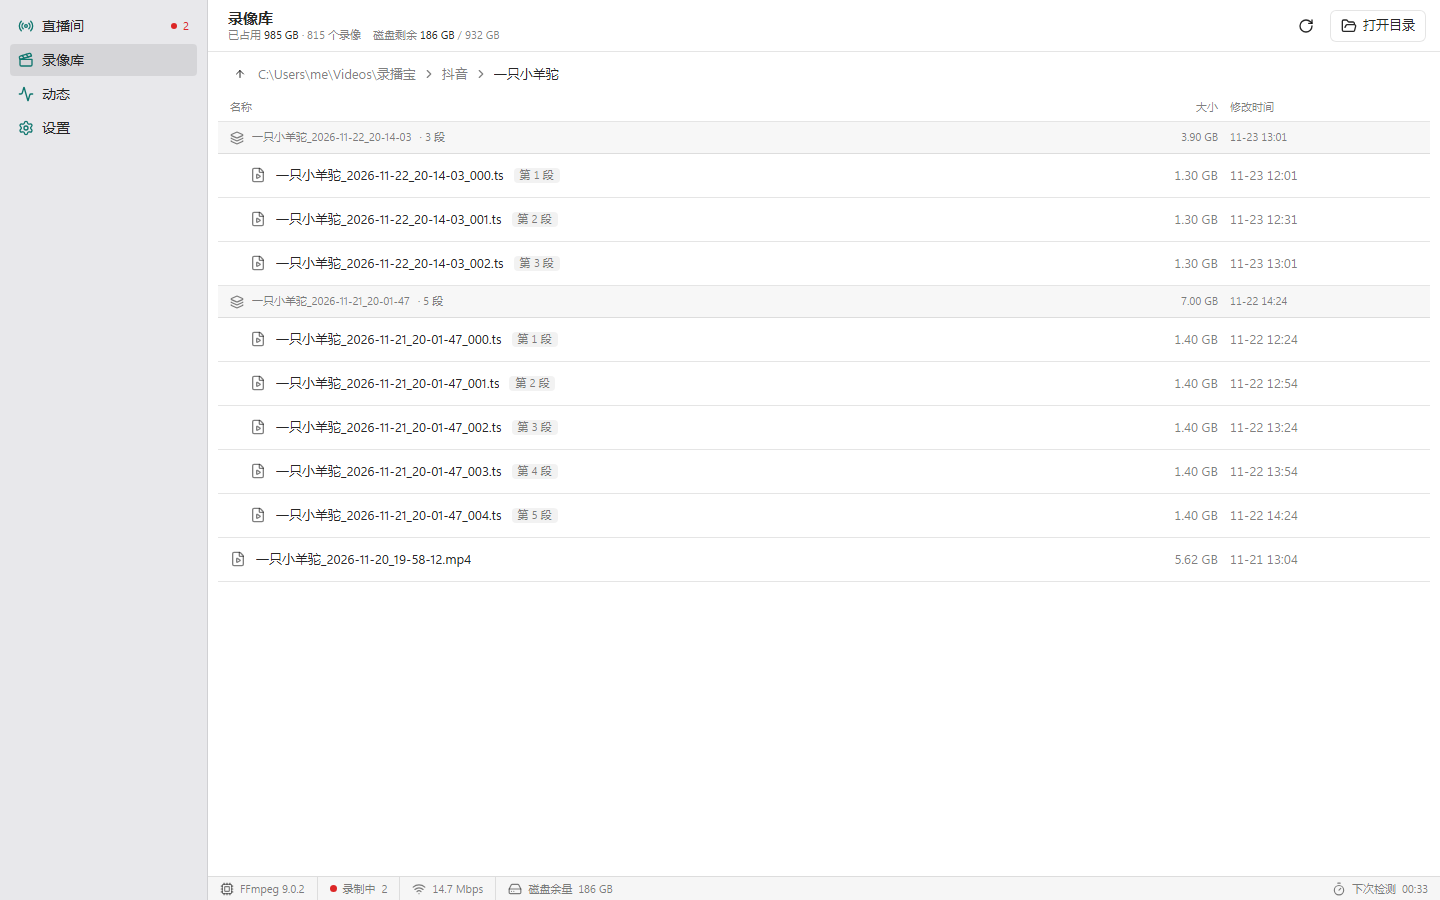 直播间 2
录像库
动态
设置
录像库
已占用 985 GB · 815 个录像 磁盘剩余 186 GB / 932 GB
打开目录
C:\Users\me\Videos\录播宝 > 抖音 > 一只小羊驼
名称 大小 修改时间
一只小羊驼_2026-11-22_20-14-03 · 3 段 3.90 GB 11-23 13:01
一只小羊驼_2026-11-22_20-14-03_000.ts 第 1 段 1.30 GB 11-23 12:01
一只小羊驼_2026-11-22_20-14-03_001.ts 第 2 段 1.30 GB 11-23 12:31
一只小羊驼_2026-11-22_20-14-03_002.ts 第 3 段 1.30 GB 11-23 13:01
一只小羊驼_2026-11-21_20-01-47 · 5 段 7.00 GB 11-22 14:24
一只小羊驼_2026-11-21_20-01-47_000.ts 第 1 段 1.40 GB 11-22 12:24
一只小羊驼_2026-11-21_20-01-47_001.ts 第 2 段 1.40 GB 11-22 12:54
一只小羊驼_2026-11-21_20-01-47_002.ts 第 3 段 1.40 GB 11-22 13:24
一只小羊驼_2026-11-21_20-01-47_003.ts 第 4 段 1.40 GB 11-22 13:54
一只小羊驼_2026-11-21_20-01-47_004.ts 第 5 段 1.40 GB 11-22 14:24
一只小羊驼_2026-11-20_19-58-12.mp4 5.62 GB 11-21 13:04
FFmpeg 9.0.2 录制中 2 14.7 Mbps 磁盘余量 186 GB 下次检测 00:33